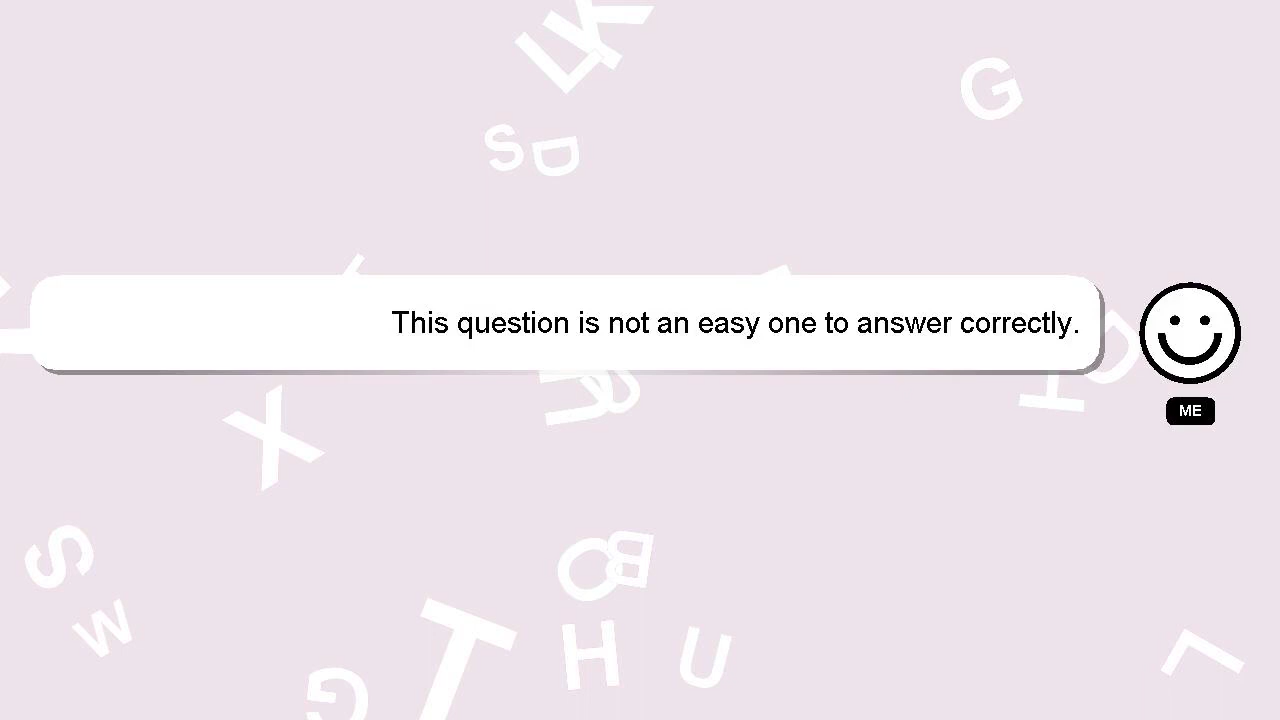 This question is not an easy one to answer correctly.
ME
L
K
G
S
D
X
S
W
C
B
T
H
U
G
L